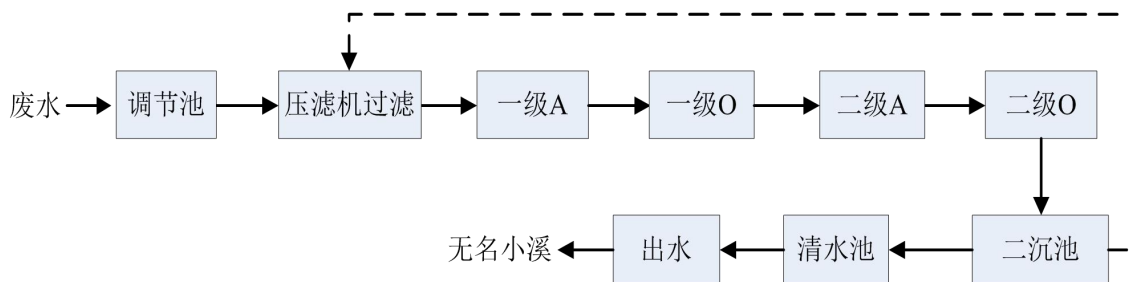 废水
调节池
压滤机过滤
一级A
一级O
二级A
二级O
无名小溪
出水
清水池
二沉池